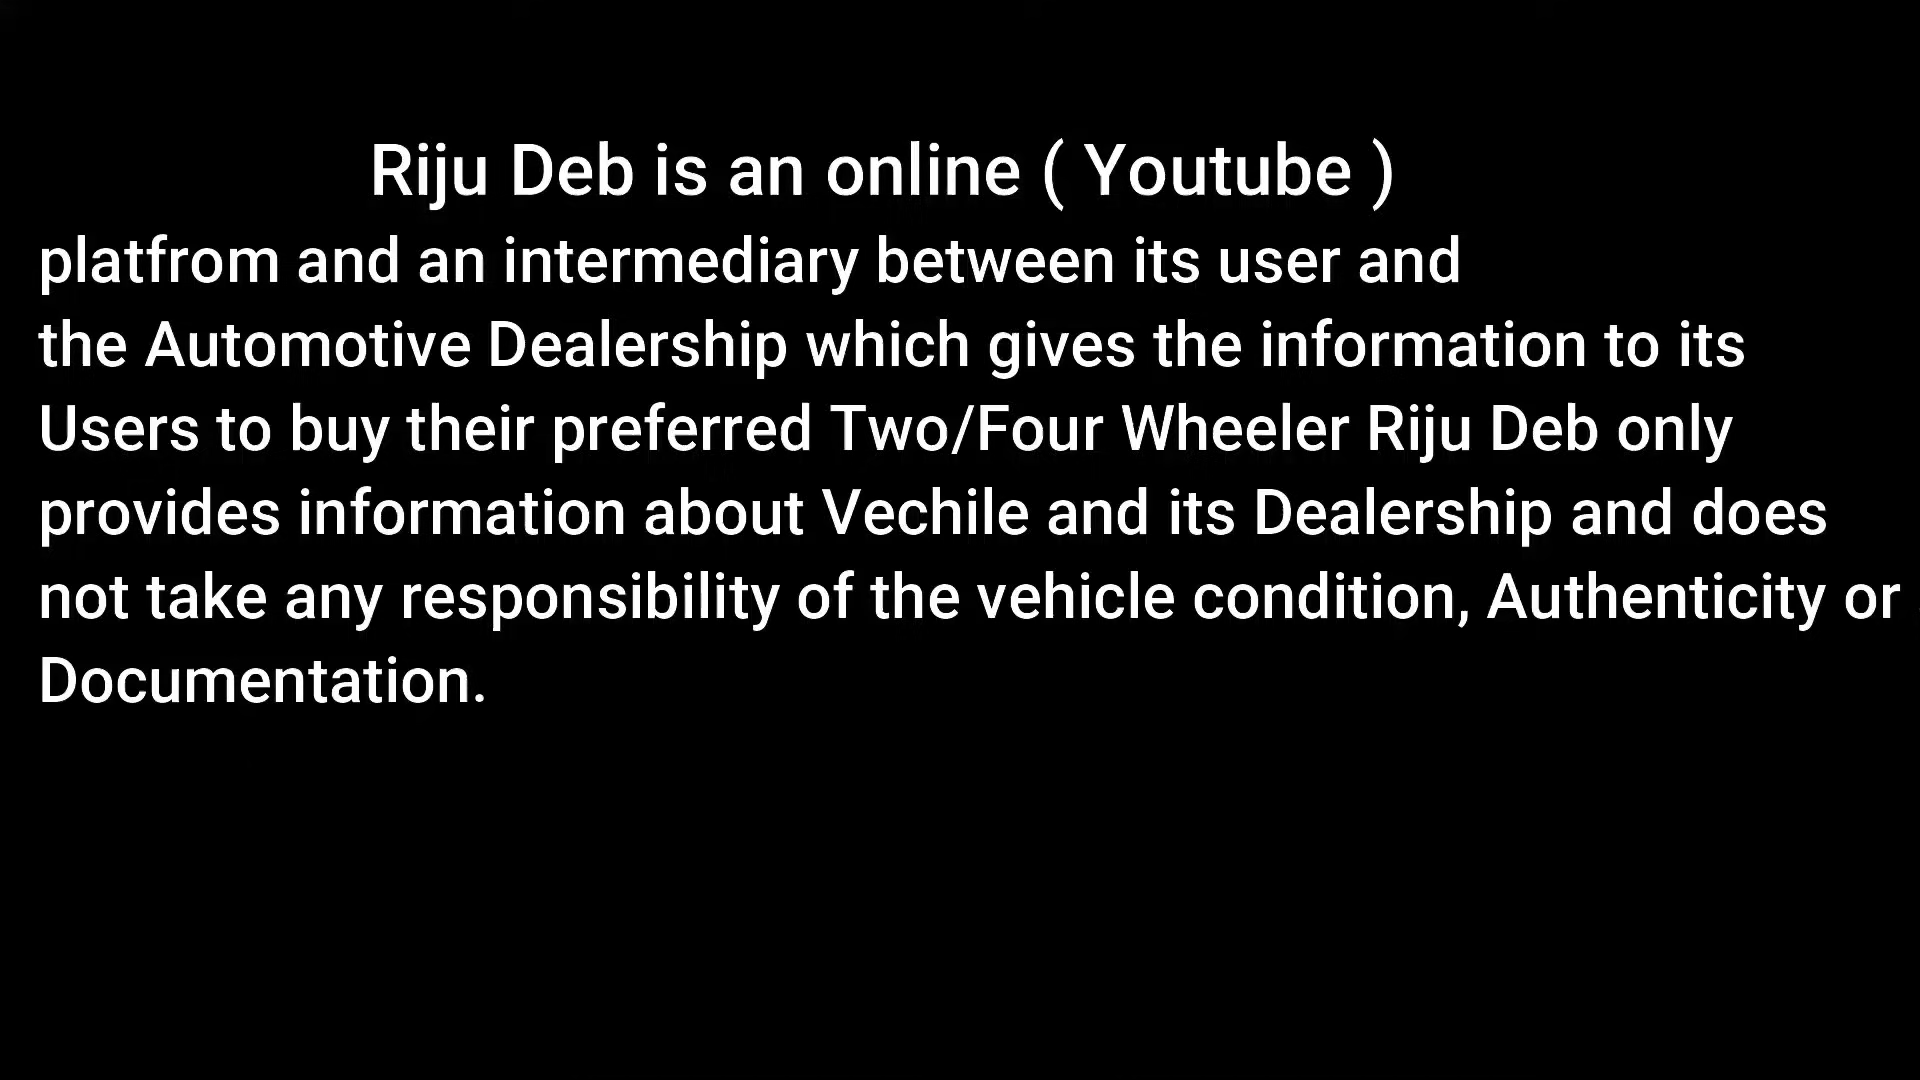 Riju Deb is an online ( Youtube )
platfrom and an intermediary between its user and
the Automotive Dealership which gives the information to its
Users to buy their preferred Two/Four Wheeler Riju Deb only
provides information about Vechile and its Dealership and does
not take any responsibility of the vehicle condition, Authenticity or
Documentation.